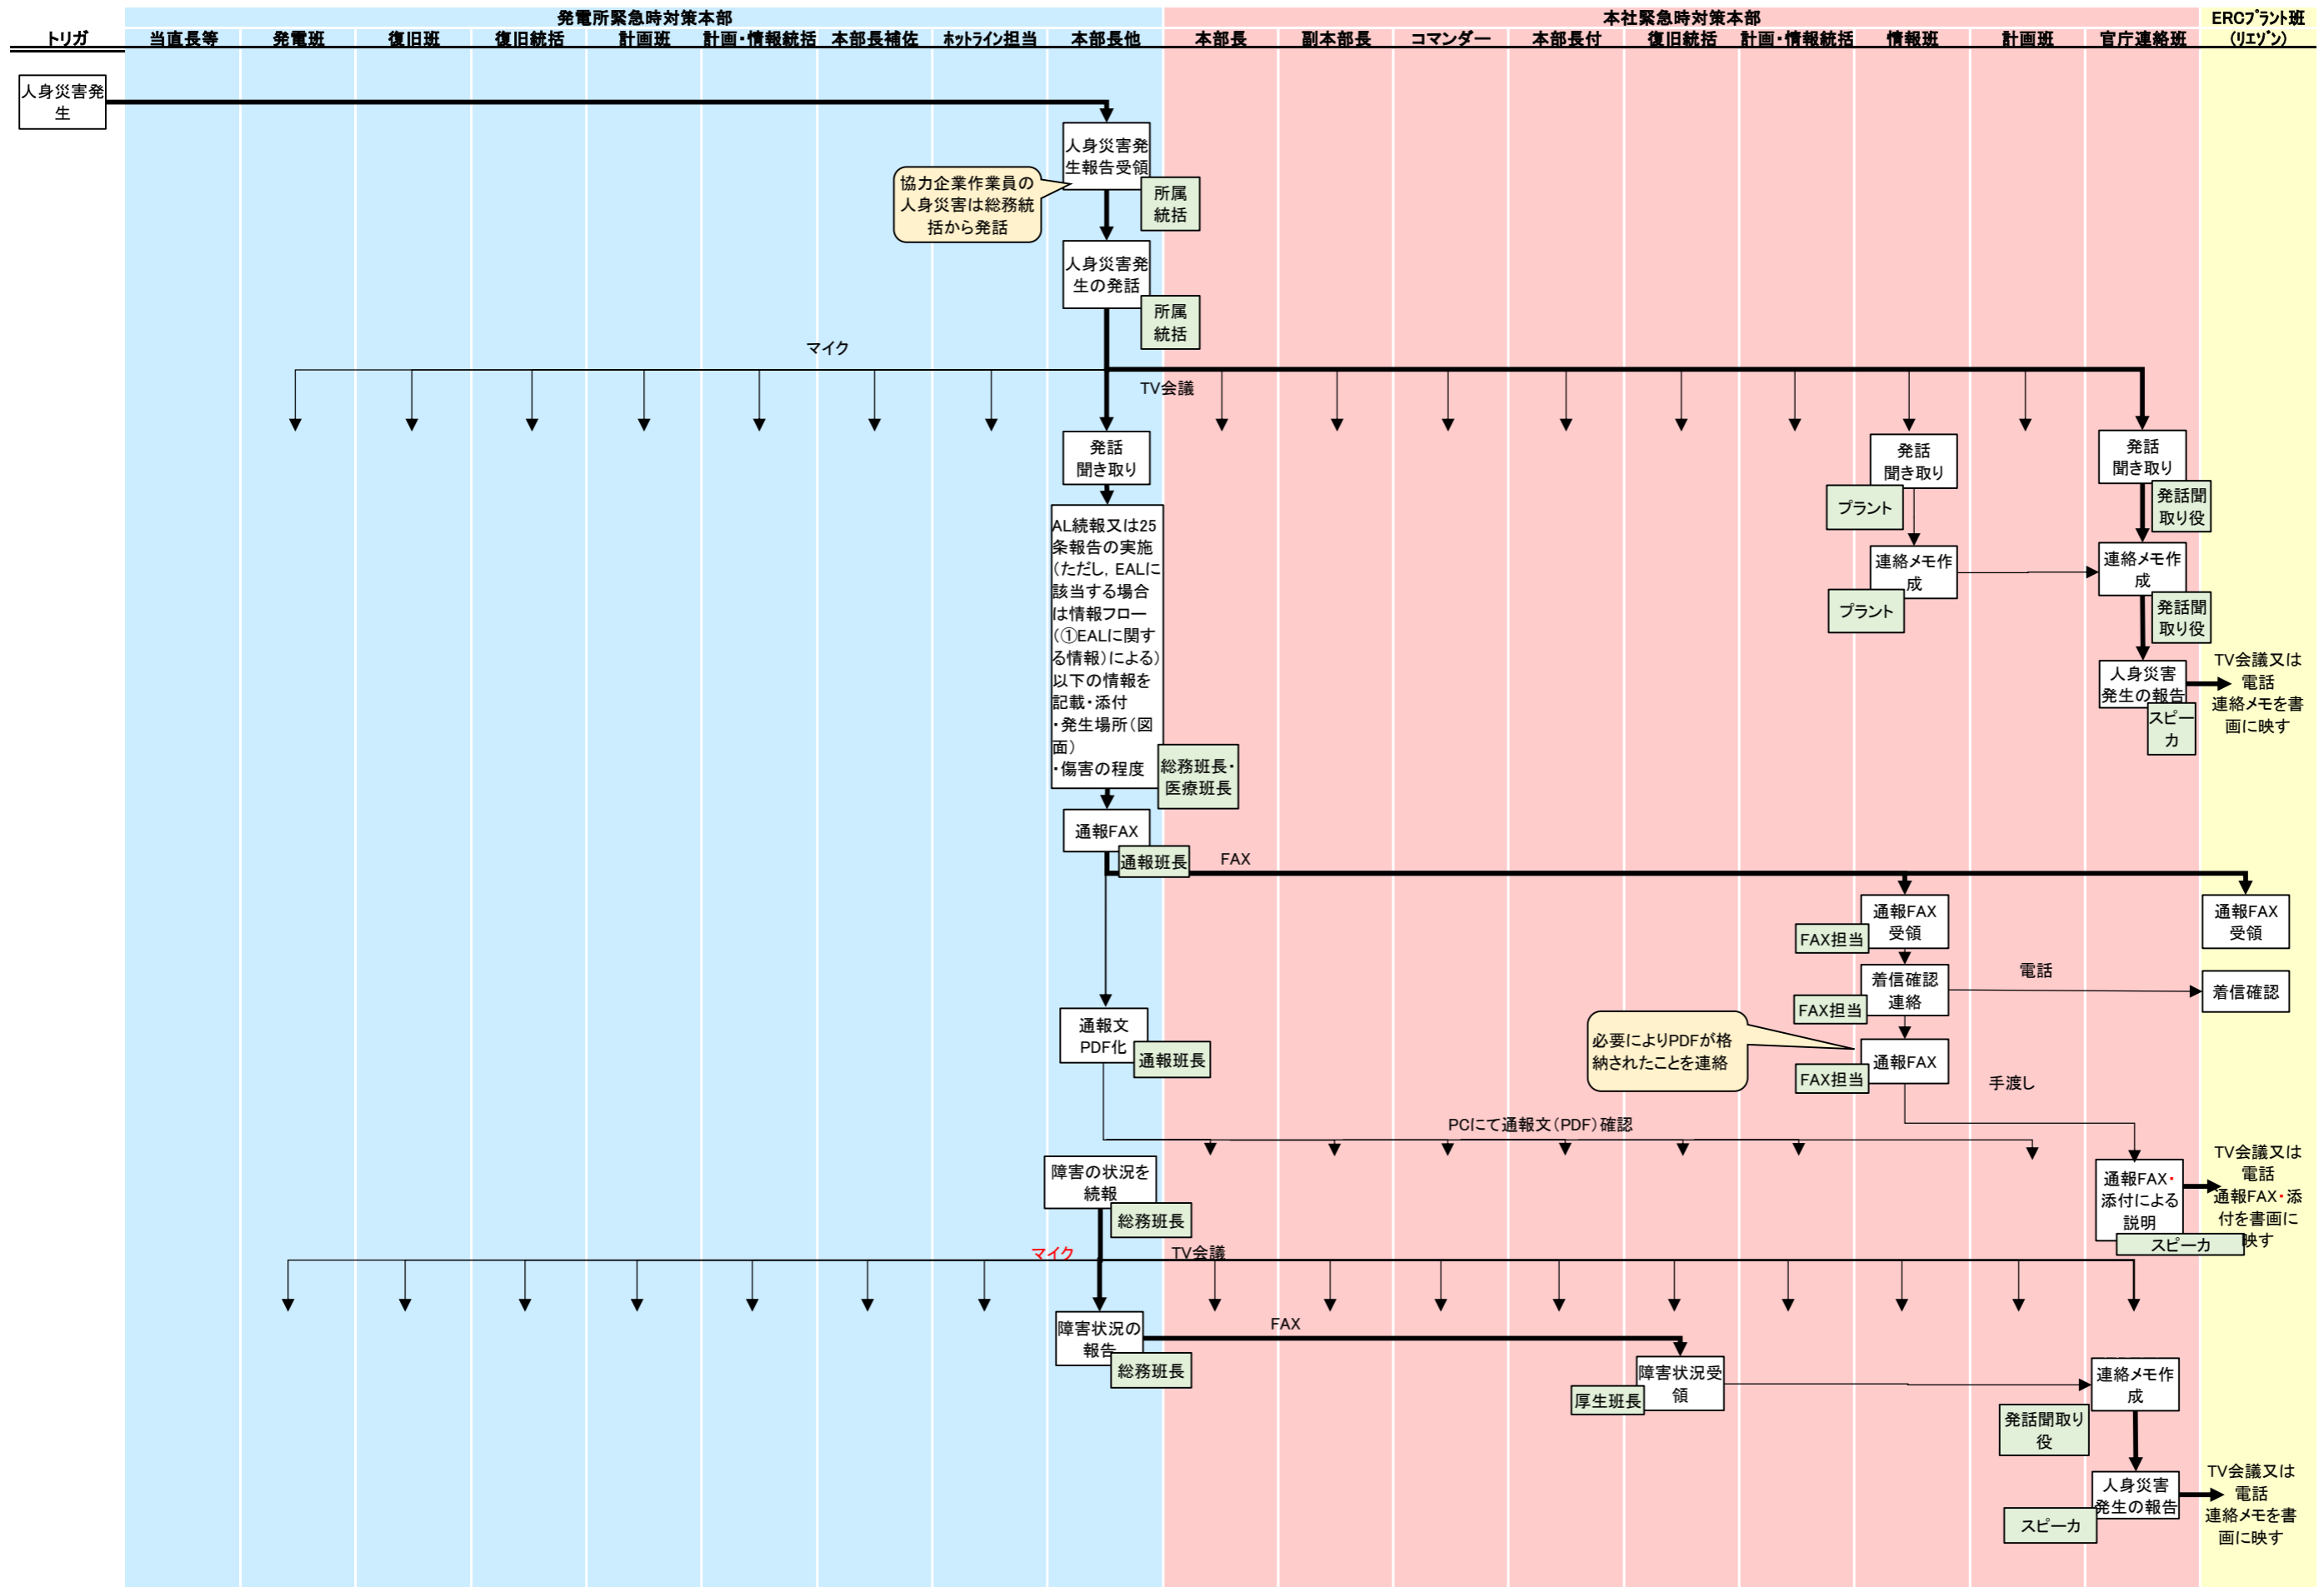 発電所緊急時対策本部
本社緊急時対策本部
ERCﾌﾟﾗﾝﾄ班
トリガ
当直長等
発電班
復旧班
復旧統括
計画班
計画・情報統括
本部長補佐
ﾎｯﾄﾗｲﾝ担当
本部長他
本部長
副本部長
コマンダー
本部長付
復旧統括
計画・情報統括
情報班
計画班
官庁連絡班
(ﾘｴｿﾞﾝ)
人身災害発
生
人身災害発
生報告受領
所属
統括
協力企業作業員の
人身災害は総務統
括から発話
人身災害発
生の発話
所属
統括
マイク
TV会議
発話
聞き取り
発話
聞き取り
プラント
発話
聞き取り
発話聞
取り役
AL続報又は25
条報告の実施
（ただし，EALに
該当する場合
は情報フロー
（①EALに関す
る情報）による）
以下の情報を
記載・添付
・発生場所（図
面）
・傷害の程度
総務班長・
医療班長
連絡メモ作
成
プラント
連絡メモ作
成
発話聞
取り役
人身災害
発生の報告
スピー
カ
TV会議又は
電話
連絡メモを書
画に映す
通報FAX
通報班長
FAX
通報FAX
受領
FAX担当
通報FAX
受領
着信確認
連絡
FAX担当
電話
着信確認
通報文
PDF化
通報班長
必要によりPDFが格
納されたことを連絡
通報FAX
FAX担当
手渡し
PCにて通報文（PDF）確認
障害の状況を
続報
総務班長
通報FAX・
添付による
説明
スピーカ
TV会議又は
電話
通報FAX・添
付を書画に
映す
マイク
TV会議
障害状況の
報告
総務班長
FAX
障害状況受
領
厚生班長
連絡メモ作
成
発話聞取り
役
人身災害
発生の報告
スピーカ
TV会議又は
電話
連絡メモを書
画に映す